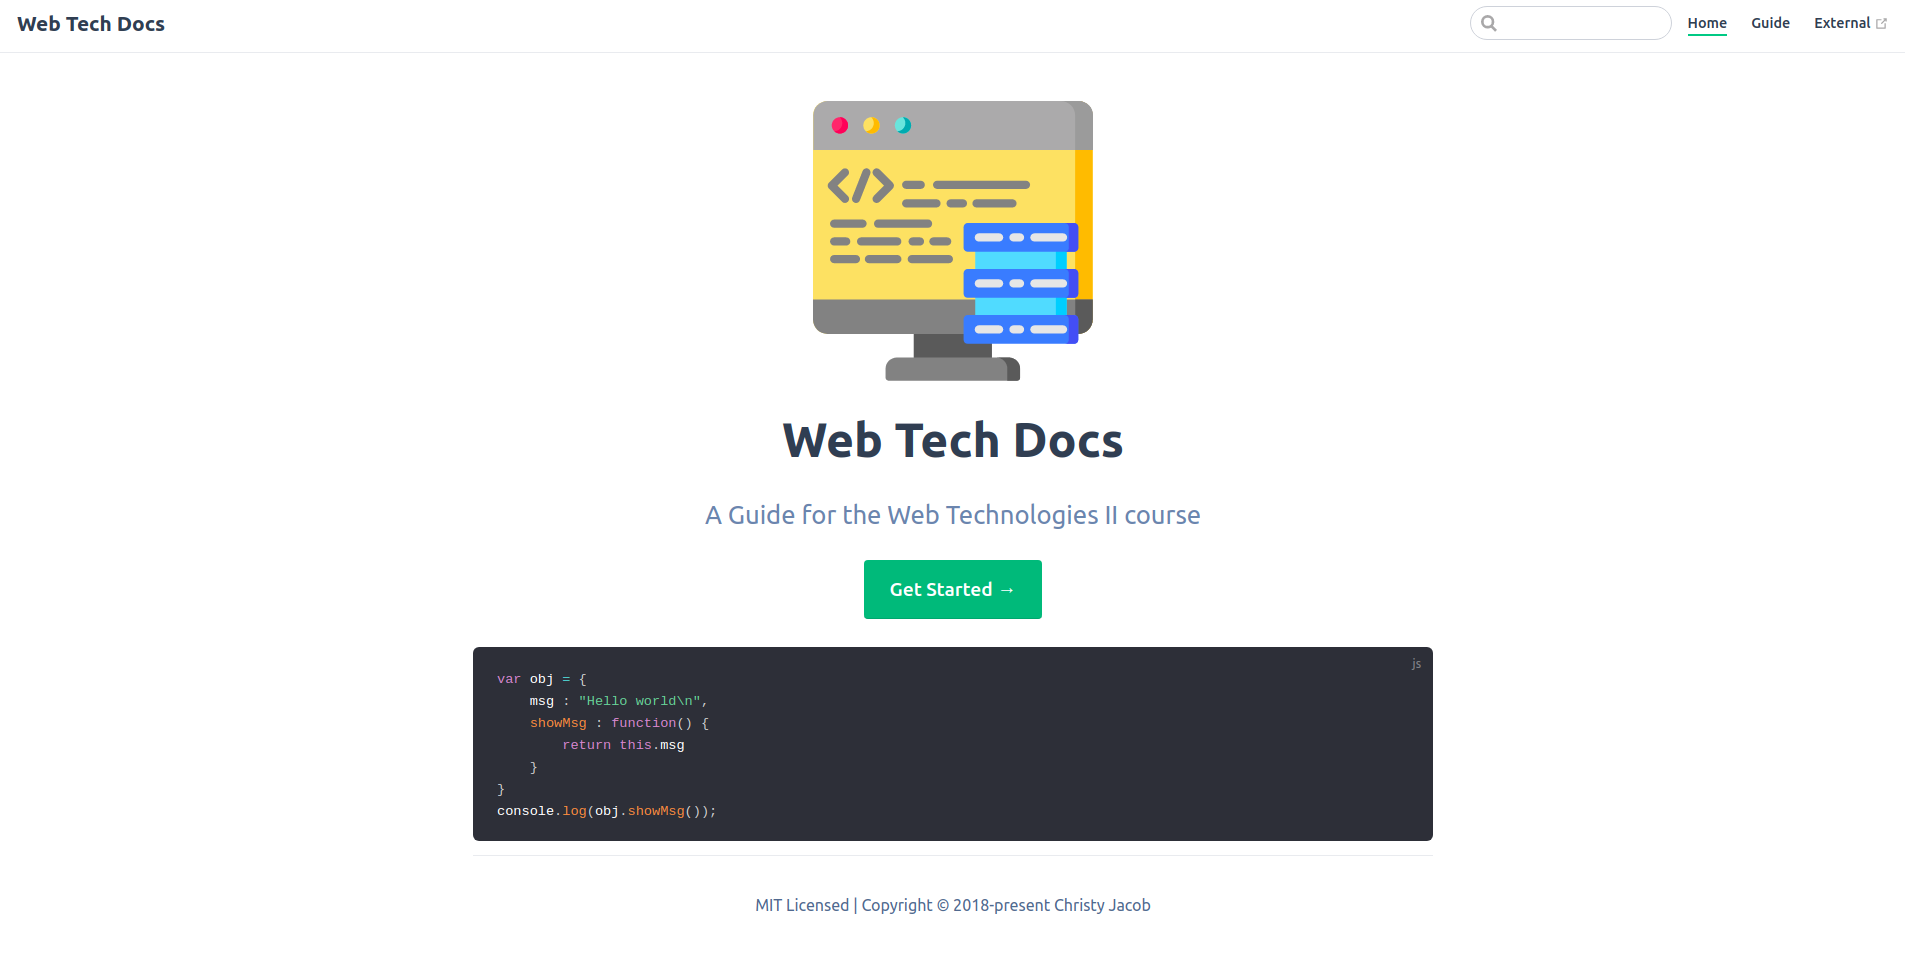 Web Tech Docs
Home Guide External
Web Tech Docs
A Guide for the Web Technologies II course
Get Started →
js
var obj = {
    msg : "Hello world\n",
    showMsg : function() {
        return this.msg
    }
}
console.log(obj.showMsg());
MIT Licensed | Copyright © 2018-present Christy Jacob